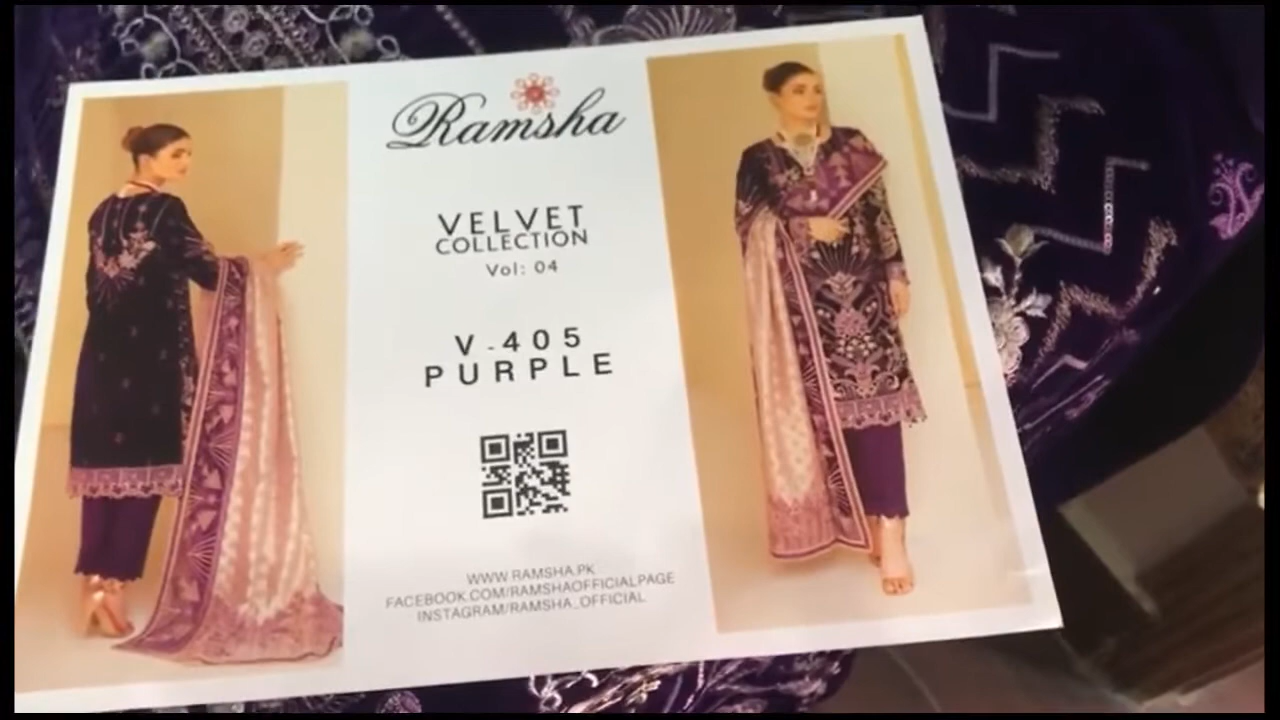 Ramsha
VELVET
COLLECTION
Vol: 04
V-405
PURPLE
WWW.RAMSHA.PK
FACEBOOK.COM/RAMSHAOFFICIALPAGE
INSTAGRAM/RAMSHA_OFFICIAL